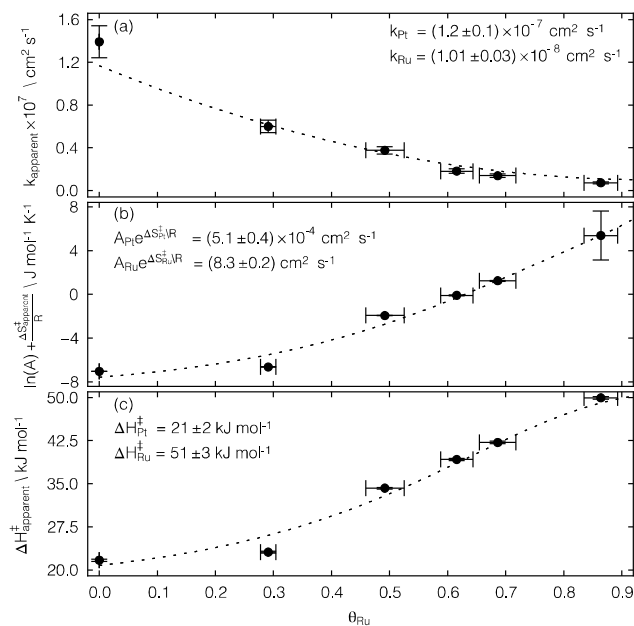 (a)
k_Pt = (1.2 ±0.1) ×10^-7 cm² s^-1
k_Ru = (1.01 ±0.03) ×10^-8 cm² s^-1
k_apparent ×10^7 \ cm² s^-1
1.6
1.2
0.8
0.4
0.0
(b)
A_Pt e^ΔS‡_Pt\R = (5.1 ±0.4) ×10^-4 cm² s^-1
A_Ru e^ΔS‡_Ru\R = (8.3 ±0.2) cm² s^-1
ln(A) + ΔS‡_apparent/R \ J mol^-1 K^-1
8
4
0
-4
-8
(c)
ΔH‡_Pt = 21 ±2 kJ mol^-1
ΔH‡_Ru = 51 ±3 kJ mol^-1
ΔH‡_apparent \ kJ mol^-1
50.0
42.5
35.0
27.5
20.0
0.0 0.1 0.2 0.3 0.4 0.5 0.6 0.7 0.8 0.9
θ_Ru